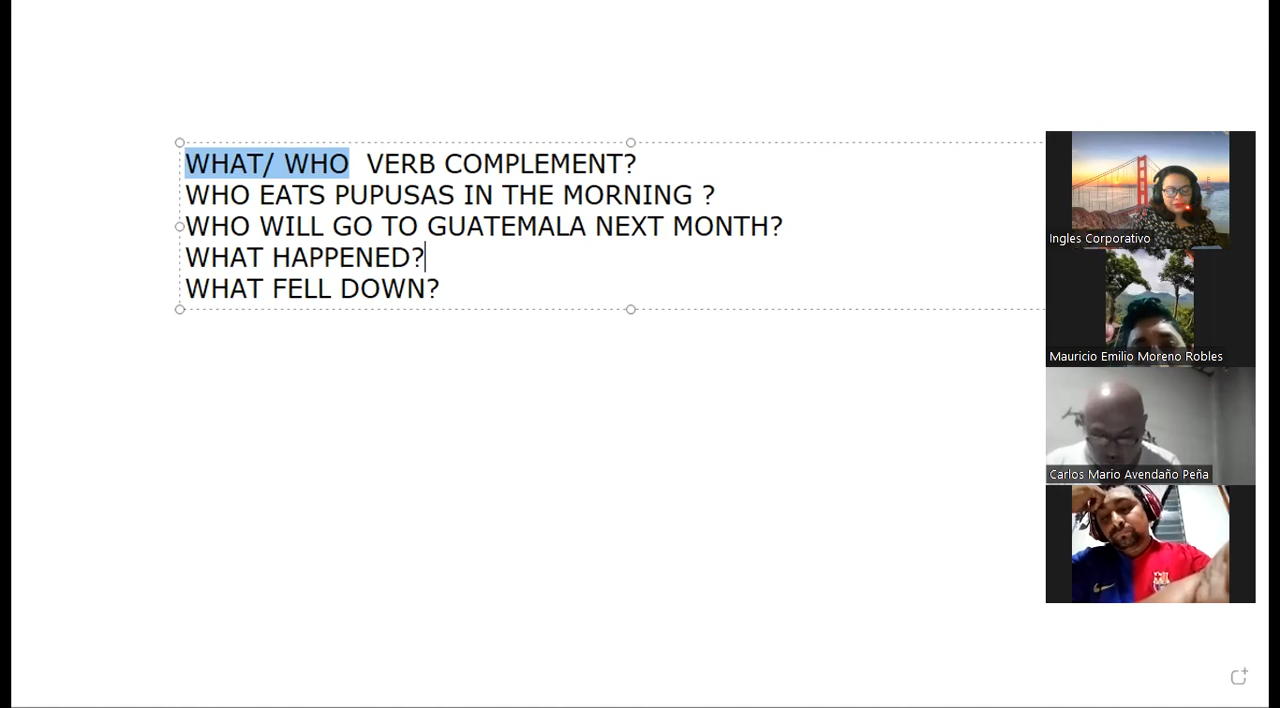 WHAT/ WHO  VERB COMPLEMENT?
WHO EATS PUPUSAS IN THE MORNING ?
WHO WILL GO TO GUATEMALA NEXT MONTH?
WHAT HAPPENED?
WHAT FELL DOWN?
Ingles Corporativo
Mauricio Emilio Moreno Robles
Carlos Mario Avendaño Peña